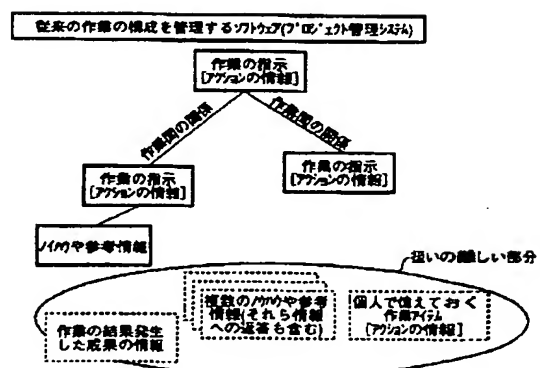 従来の作業の構成を管理するソフトウェア(プロジェクト管理システム)
作業の指示
[アクションの情報]
作業間の関係
作業間の関係
作業の指示
[アクションの情報]
作業の指示
[アクションの情報]
ノウハウや参考情報
扱いの難しい部分
複数のノウハウや参考
情報(それら情報
への返答も含む)
個人で憶えておく
作業アイテム
[アクションの情報]
作業の結果発生
した成果の情報